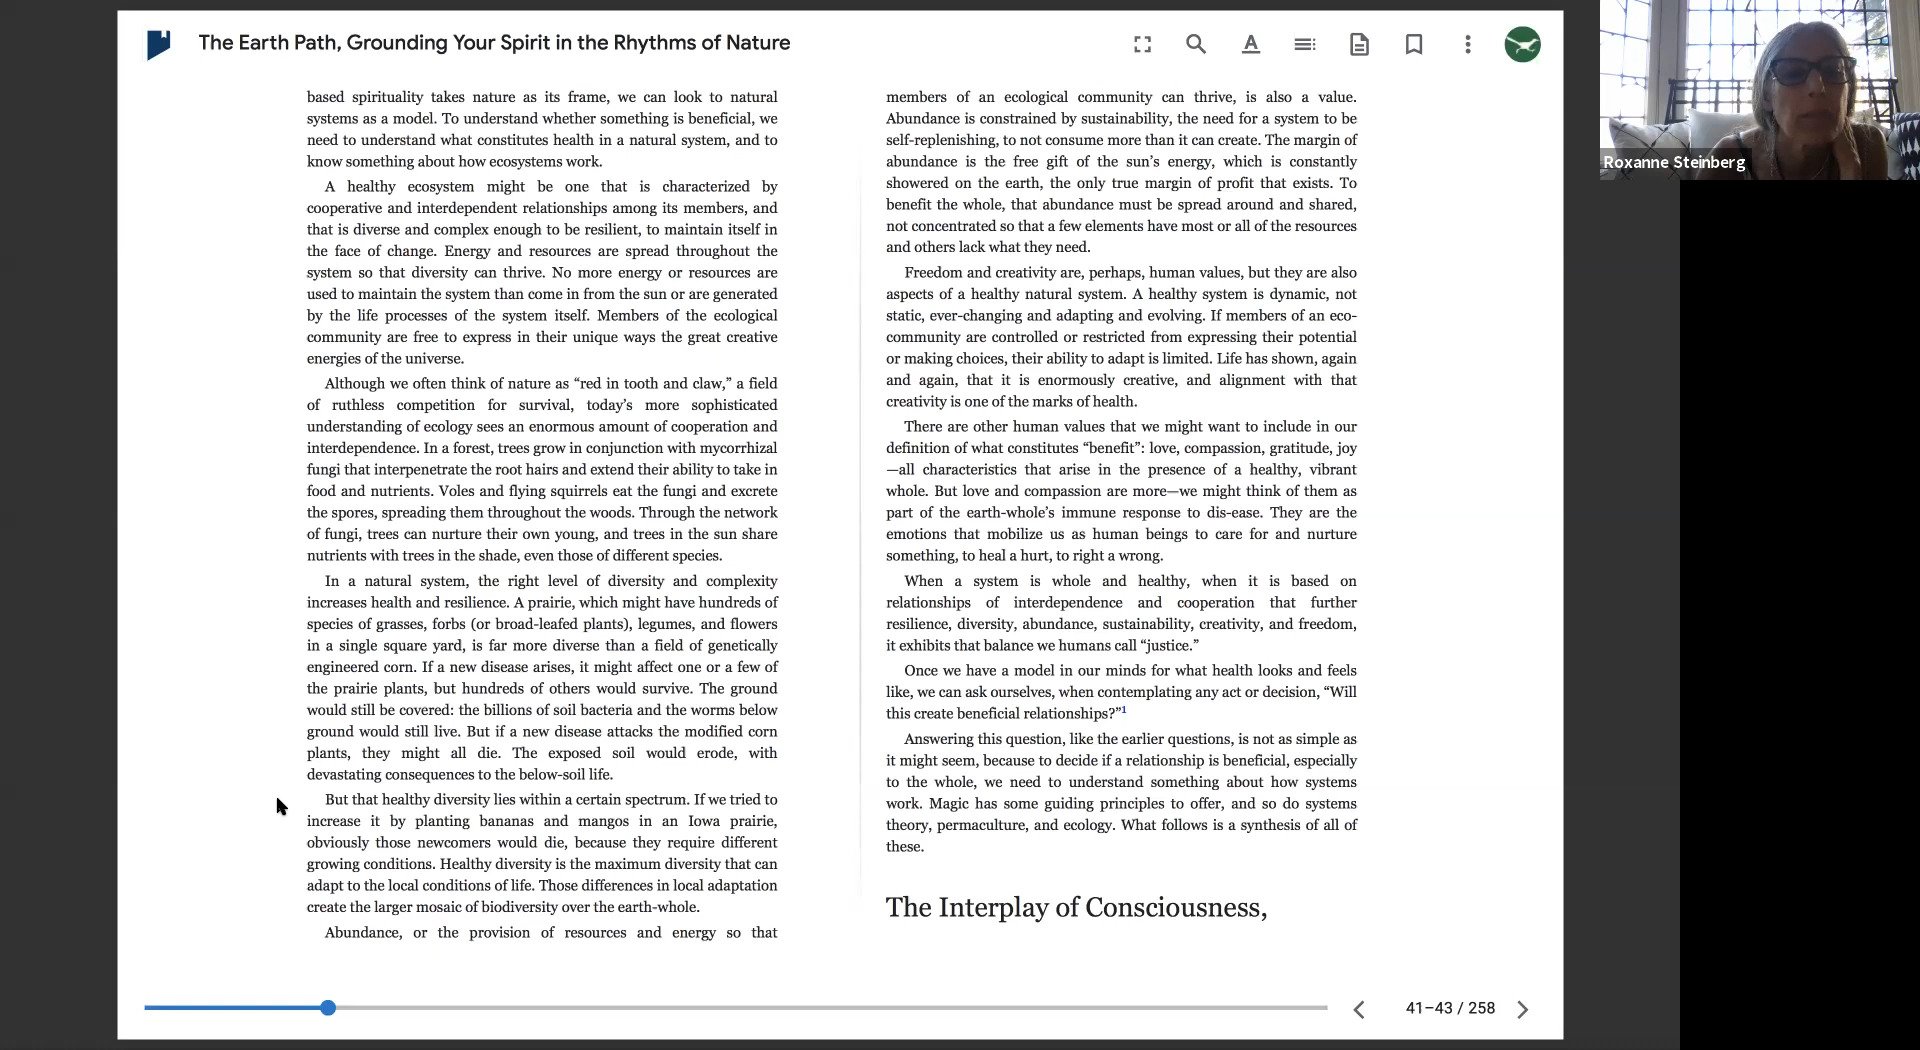 The Earth Path, Grounding Your Spirit in the Rhythms of Nature
based spirituality takes nature as its frame, we can look to natural
systems as a model. To understand whether something is beneficial, we
need to understand what constitutes health in a natural system, and to
know something about how ecosystems work.
A healthy ecosystem might be one that is characterized by
cooperative and interdependent relationships among its members, and
that is diverse and complex enough to be resilient, to maintain itself in
the face of change. Energy and resources are spread throughout the
system so that diversity can thrive. No more energy or resources are
used to maintain the system than come in from the sun or are generated
by the life processes of the system itself. Members of the ecological
community are free to express in their unique ways the great creative
energies of the universe.
Although we often think of nature as “red in tooth and claw,” a field
of ruthless competition for survival, today’s more sophisticated
understanding of ecology sees an enormous amount of cooperation and
interdependence. In a forest, trees grow in conjunction with mycorrhizal
fungi that interpenetrate the root hairs and extend their ability to take in
food and nutrients. Voles and flying squirrels eat the fungi and excrete
the spores, spreading them throughout the woods. Through the network
of fungi, trees can nurture their own young, and trees in the sun share
nutrients with trees in the shade, even those of different species.
In a natural system, the right level of diversity and complexity
increases health and resilience. A prairie, which might have hundreds of
species of grasses, forbs (or broad-leafed plants), legumes, and flowers
in a single square yard, is far more diverse than a field of genetically
engineered corn. If a new disease arises, it might affect one or a few of
the prairie plants, but hundreds of others would survive. The ground
would still be covered: the billions of soil bacteria and the worms below
ground would still live. But if a new disease attacks the modified corn
plants, they might all die. The exposed soil would erode, with
devastating consequences to the below-soil life.
But that healthy diversity lies within a certain spectrum. If we tried to
increase it by planting bananas and mangos in an Iowa prairie,
obviously those newcomers would die, because they require different
growing conditions. Healthy diversity is the maximum diversity that can
adapt to the local conditions of life. Those differences in local adaptation
create the larger mosaic of biodiversity over the earth-whole.
Abundance, or the provision of resources and energy so that
members of an ecological community can thrive, is also a value.
Abundance is constrained by sustainability, the need for a system to be
self-replenishing, to not consume more than it can create. The margin of
abundance is the free gift of the sun’s energy, which is constantly
showered on the earth, the only true margin of profit that exists. To
benefit the whole, that abundance must be spread around and shared,
not concentrated so that a few elements have most or all of the resources
and others lack what they need.
Freedom and creativity are, perhaps, human values, but they are also
aspects of a healthy natural system. A healthy system is dynamic, not
static, ever-changing and adapting and evolving. If members of an eco-
community are controlled or restricted from expressing their potential
or making choices, their ability to adapt is limited. Life has shown, again
and again, that it is enormously creative, and alignment with that
creativity is one of the marks of health.
There are other human values that we might want to include in our
definition of what constitutes “benefit”: love, compassion, gratitude, joy
—all characteristics that arise in the presence of a healthy, vibrant
whole. But love and compassion are more—we might think of them as
part of the earth-whole’s immune response to dis-ease. They are the
emotions that mobilize us as human beings to care for and nurture
something, to heal a hurt, to right a wrong.
When a system is whole and healthy, when it is based on
relationships of interdependence and cooperation that further
resilience, diversity, abundance, sustainability, creativity, and freedom,
it exhibits that balance we humans call “justice.”
Once we have a model in our minds for what health looks and feels
like, we can ask ourselves, when contemplating any act or decision, “Will
this create beneficial relationships?”1
Answering this question, like the earlier questions, is not as simple as
it might seem, because to decide if a relationship is beneficial, especially
to the whole, we need to understand something about how systems
work. Magic has some guiding principles to offer, and so do systems
theory, permaculture, and ecology. What follows is a synthesis of all of
these.
The Interplay of Consciousness,
41–43 / 258
Roxanne Steinberg